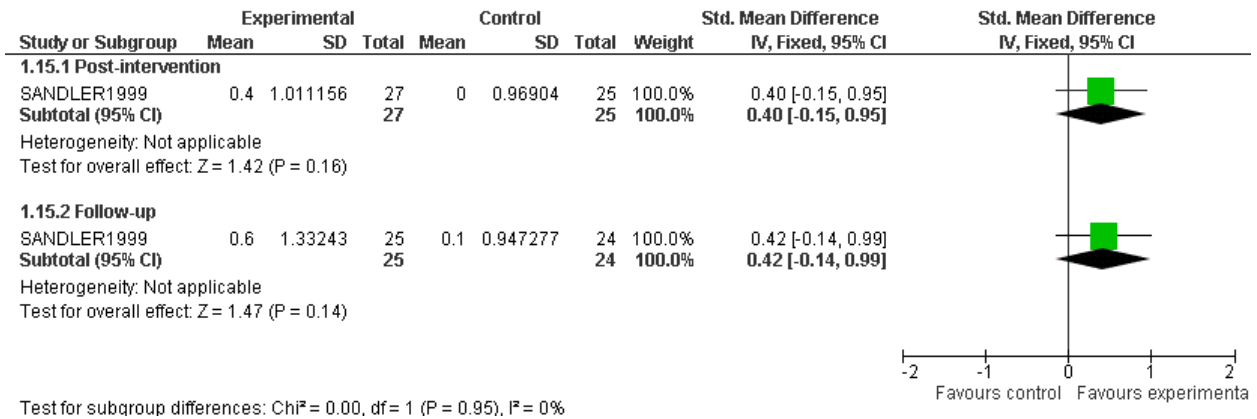 Experimental Control Std. Mean Difference Std. Mean Difference
Study or Subgroup Mean SD Total Mean SD Total Weight IV, Fixed, 95% CI IV, Fixed, 95% CI
1.15.1 Post-intervention
SANDLER1999 0.4 1.011156 27 0 0.96904 25 100.0% 0.40 [-0.15, 0.95]
Subtotal (95% CI) 27 25 100.0% 0.40 [-0.15, 0.95]
Heterogeneity: Not applicable
Test for overall effect: Z = 1.42 (P = 0.16)
1.15.2 Follow-up
SANDLER1999 0.6 1.33243 25 0.1 0.947277 24 100.0% 0.42 [-0.14, 0.99]
Subtotal (95% CI) 25 24 100.0% 0.42 [-0.14, 0.99]
Heterogeneity: Not applicable
Test for overall effect: Z = 1.47 (P = 0.14)
-2 -1 0 1 2
Favours control Favours experimenta
Test for subgroup differences: Chi² = 0.00, df = 1 (P = 0.95), I² = 0%